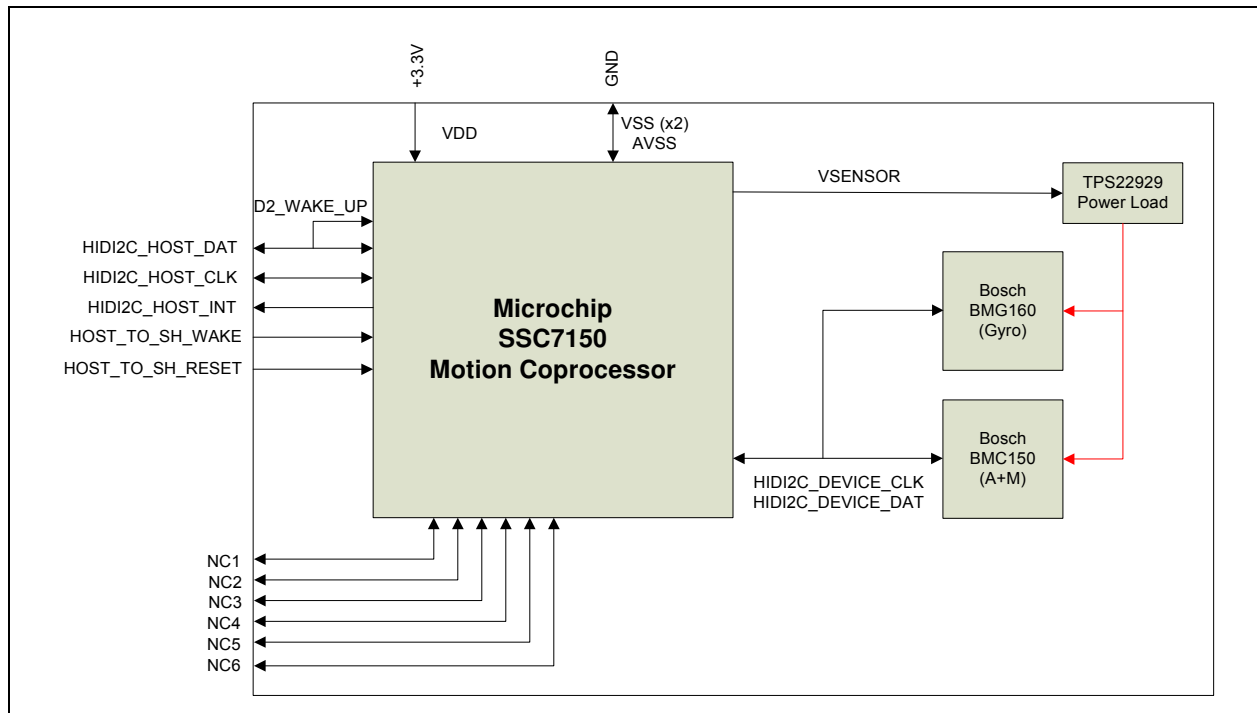 +3.3V
GND
VDD
VSS (x2)
AVSS
VSENSOR
TPS22929
Power Load
D2_WAKE_UP
HIDI2C_HOST_DAT
HIDI2C_HOST_CLK
HIDI2C_HOST_INT
HOST_TO_SH_WAKE
HOST_TO_SH_RESET
Microchip
SSC7150
Motion Coprocessor
Bosch
BMG160
(Gyro)
Bosch
BMC150
(A+M)
HIDI2C_DEVICE_CLK
HIDI2C_DEVICE_DAT
NC1
NC2
NC3
NC4
NC5
NC6